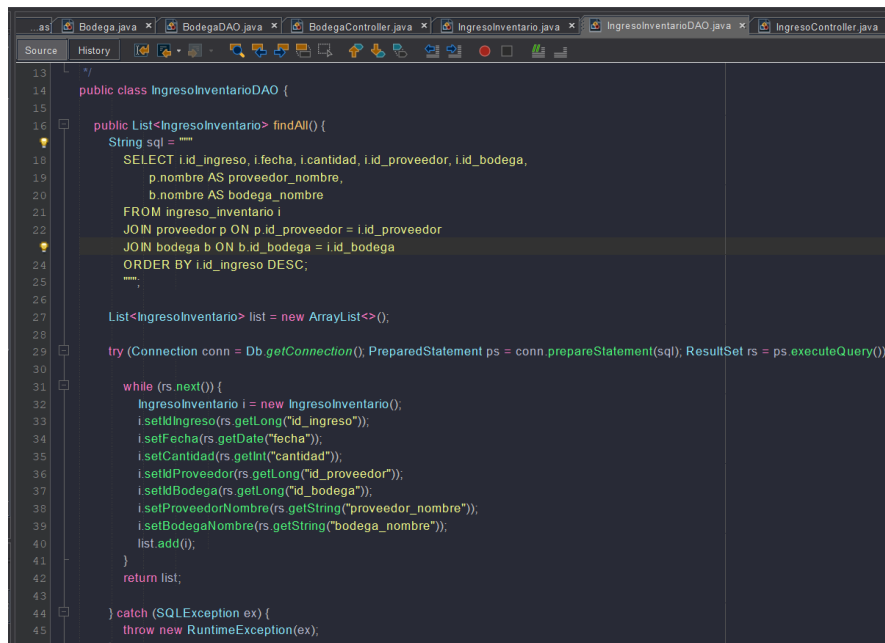 ...as Bodega.java × BodegaDAO.java × BodegaController.java × IngresoInventario.java × IngresoInventarioDAO.java × IngresoController.java
Source History
13 */
14 public class IngresoInventarioDAO {
15
16 public List<IngresoInventario> findAll() {
String sql = """
18 SELECT i.id_ingreso, i.fecha, i.cantidad, i.id_proveedor, i.id_bodega,
19 p.nombre AS proveedor_nombre,
20 b.nombre AS bodega_nombre
21 FROM ingreso_inventario i
22 JOIN proveedor p ON p.id_proveedor = i.id_proveedor
JOIN bodega b ON b.id_bodega = i.id_bodega
24 ORDER BY i.id_ingreso DESC;
25 """;
26
27 List<IngresoInventario> list = new ArrayList<>();
28
29 try (Connection conn = Db.getConnection(); PreparedStatement ps = conn.prepareStatement(sql); ResultSet rs = ps.executeQuery())
30
31 while (rs.next()) {
32 IngresoInventario i = new IngresoInventario();
33 i.setIdIngreso(rs.getLong("id_ingreso"));
34 i.setFecha(rs.getDate("fecha"));
35 i.setCantidad(rs.getInt("cantidad"));
36 i.setIdProveedor(rs.getLong("id_proveedor"));
37 i.setIdBodega(rs.getLong("id_bodega"));
38 i.setProveedorNombre(rs.getString("proveedor_nombre"));
39 i.setBodegaNombre(rs.getString("bodega_nombre"));
40 list.add(i);
41 }
42 return list;
43
44 } catch (SQLException ex) {
45 throw new RuntimeException(ex);